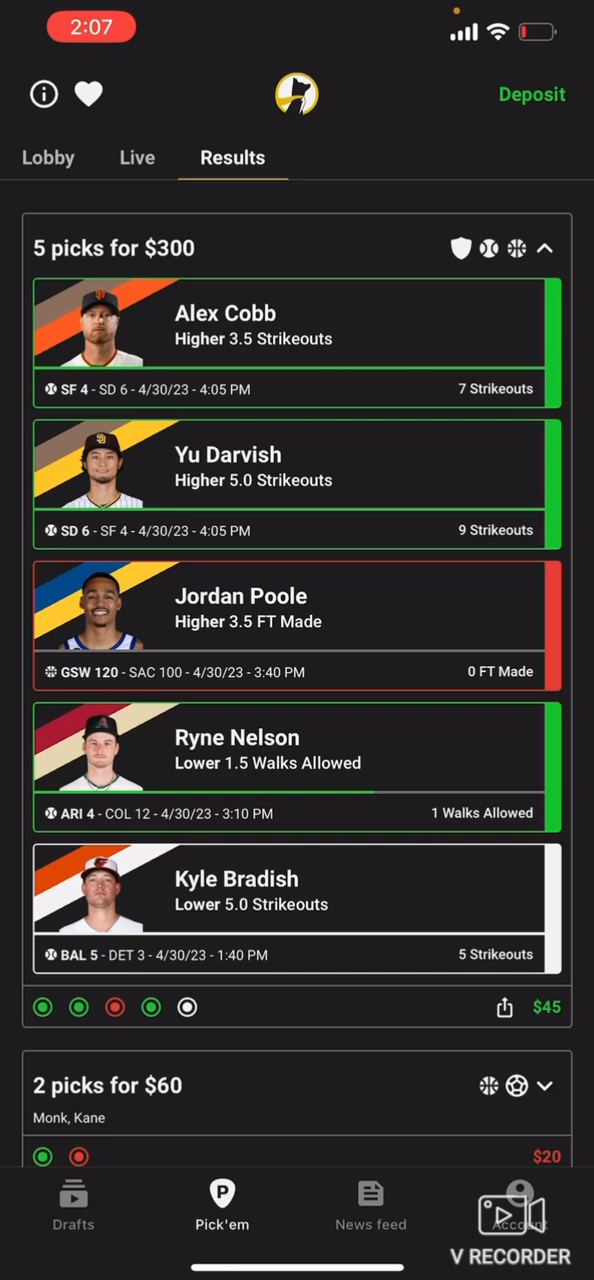 2:07
Deposit
Lobby Live Results
5 picks for $300
Alex Cobb
Higher 3.5 Strikeouts
SF 4 - SD 6 - 4/30/23 - 4:05 PM 7 Strikeouts
Yu Darvish
Higher 5.0 Strikeouts
SD 6 - SF 4 - 4/30/23 - 4:05 PM 9 Strikeouts
Jordan Poole
Higher 3.5 FT Made
GSW 120 - SAC 100 - 4/30/23 - 3:40 PM 0 FT Made
Ryne Nelson
Lower 1.5 Walks Allowed
ARI 4 - COL 12 - 4/30/23 - 3:10 PM 1 Walks Allowed
Kyle Bradish
Lower 5.0 Strikeouts
BAL 5 - DET 3 - 4/30/23 - 1:40 PM 5 Strikeouts
$45
2 picks for $60
Monk, Kane
$20
Drafts Pick'em News feed Account
V RECORDER